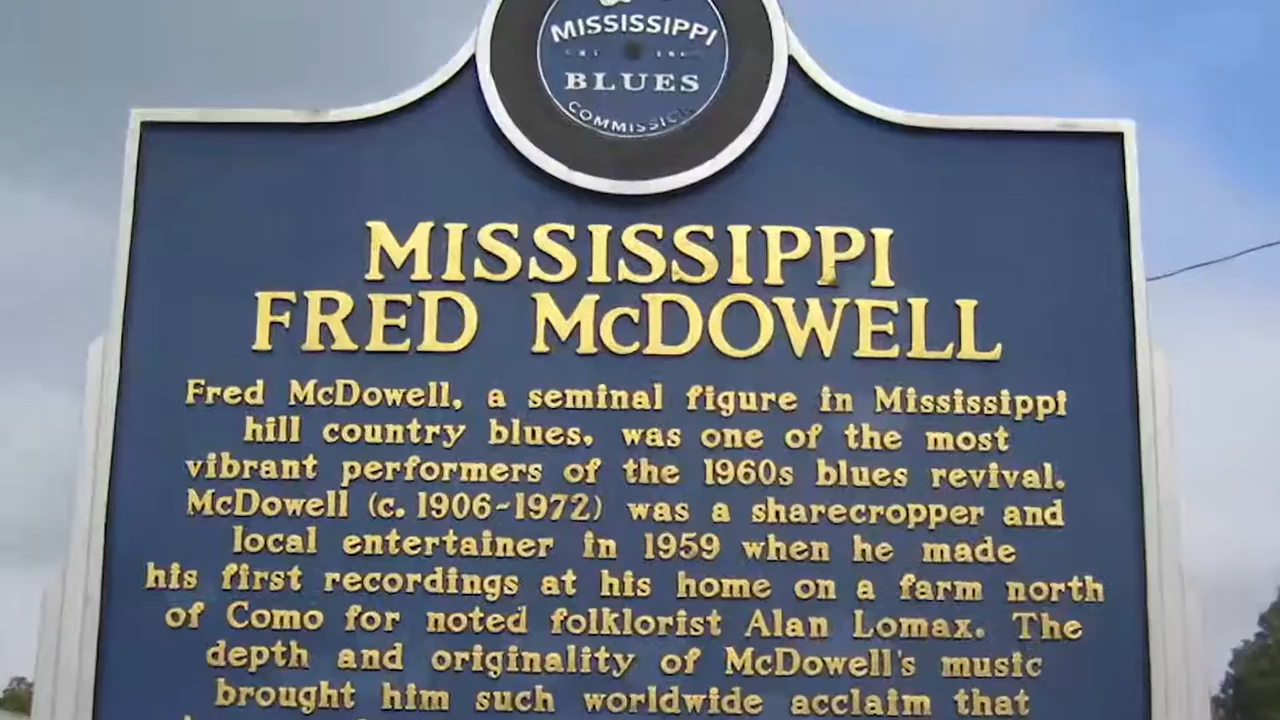 MISSISSIPPI
BLUES
COMMISSION
MISSISSIPPI
FRED McDOWELL
Fred McDowell, a seminal figure in Mississippi
hill country blues, was one of the most
vibrant performers of the 1960s blues revival.
McDowell (c. 1906-1972) was a sharecropper and
local entertainer in 1959 when he made
his first recordings at his home on a farm north
of Como for noted folklorist Alan Lomax. The
depth and originality of McDowell's music
brought him such worldwide acclaim that